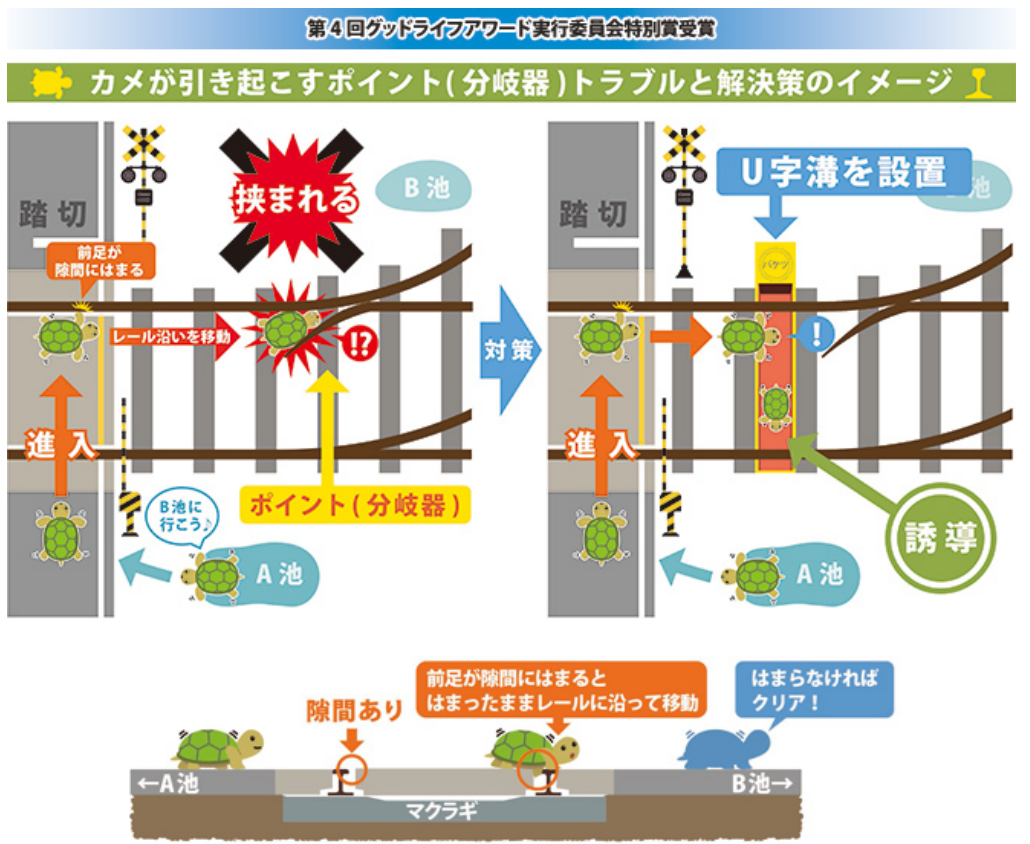 第4回グッドライフアワード実行委員会特別賞受賞
カメが引き起こすポイント(分岐器)トラブルと解決策のイメージ
踏切
前足が
隙間にはまる
挟まれる
B池
レール沿いを移動
!?
進入
ポイント(分岐器)
B池に
行こう♪
A池
対策
踏切
U字溝を設置
池
バケツ
!
進入
誘導
A池
隙間あり
前足が隙間にはまると
はまったままレールに沿って移動
はまらなければ
クリア!
←A池
B池→
マクラギ